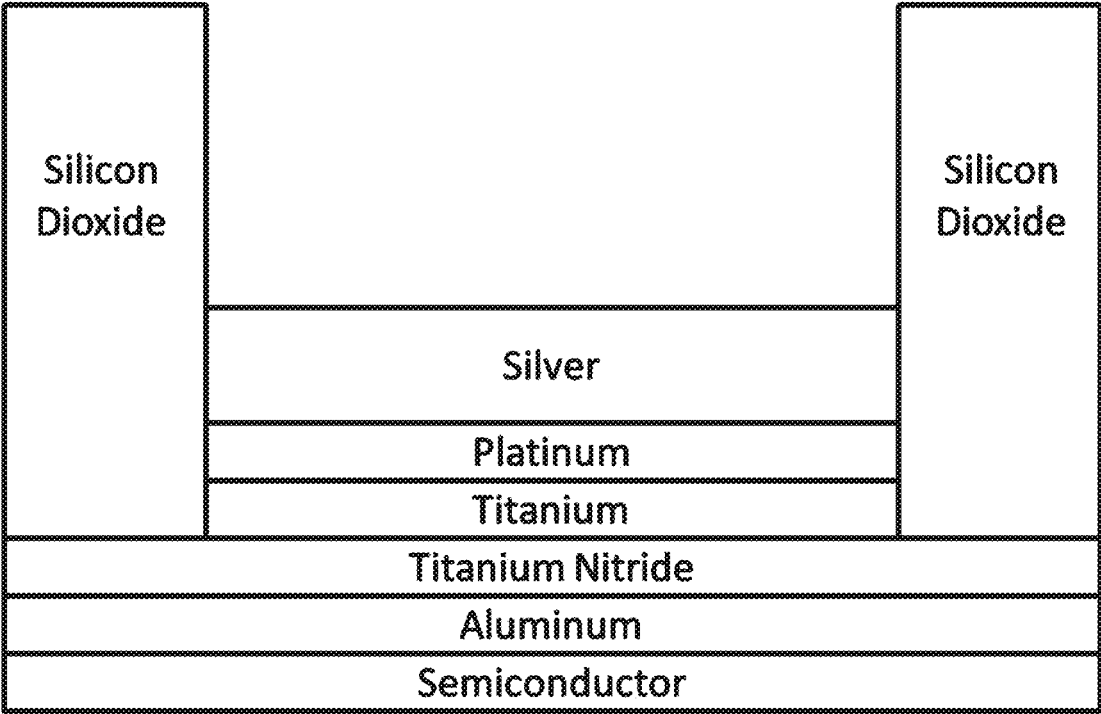 Silicon
Dioxide
Silicon
Dioxide
Silver
Platinum
Titanium
Titanium Nitride
Aluminum
Semiconductor